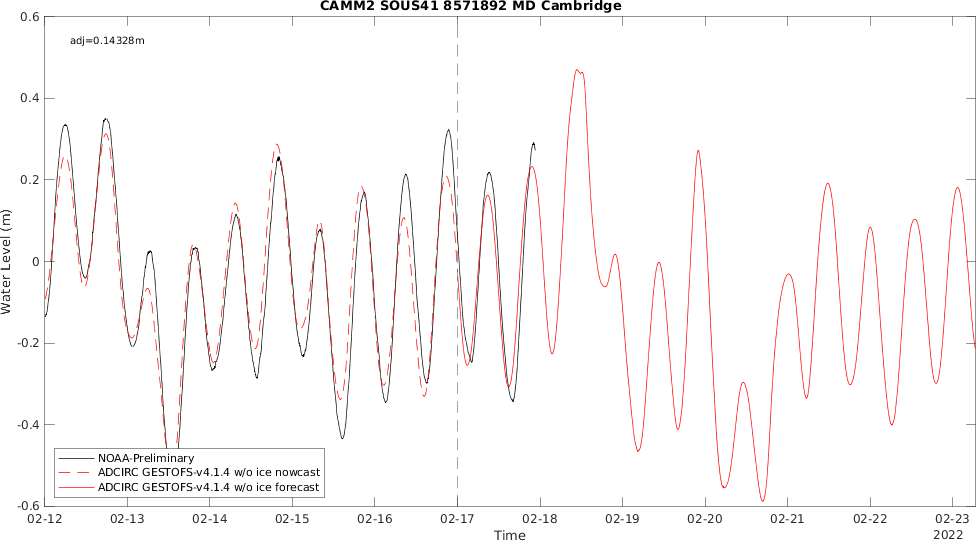 CAMM2 SOUS41 8571892 MD Cambridge
adj=0.14328m
Water Level (m)
0.6
0.4
0.2
0
-0.2
-0.4
-0.6
NOAA-Preliminary
ADCIRC GESTOFS-v4.1.4 w/o ice nowcast
ADCIRC GESTOFS-v4.1.4 w/o ice forecast
02-12 02-13 02-14 02-15 02-16 02-17 02-18 02-19 02-20 02-21 02-22 02-23
2022
Time